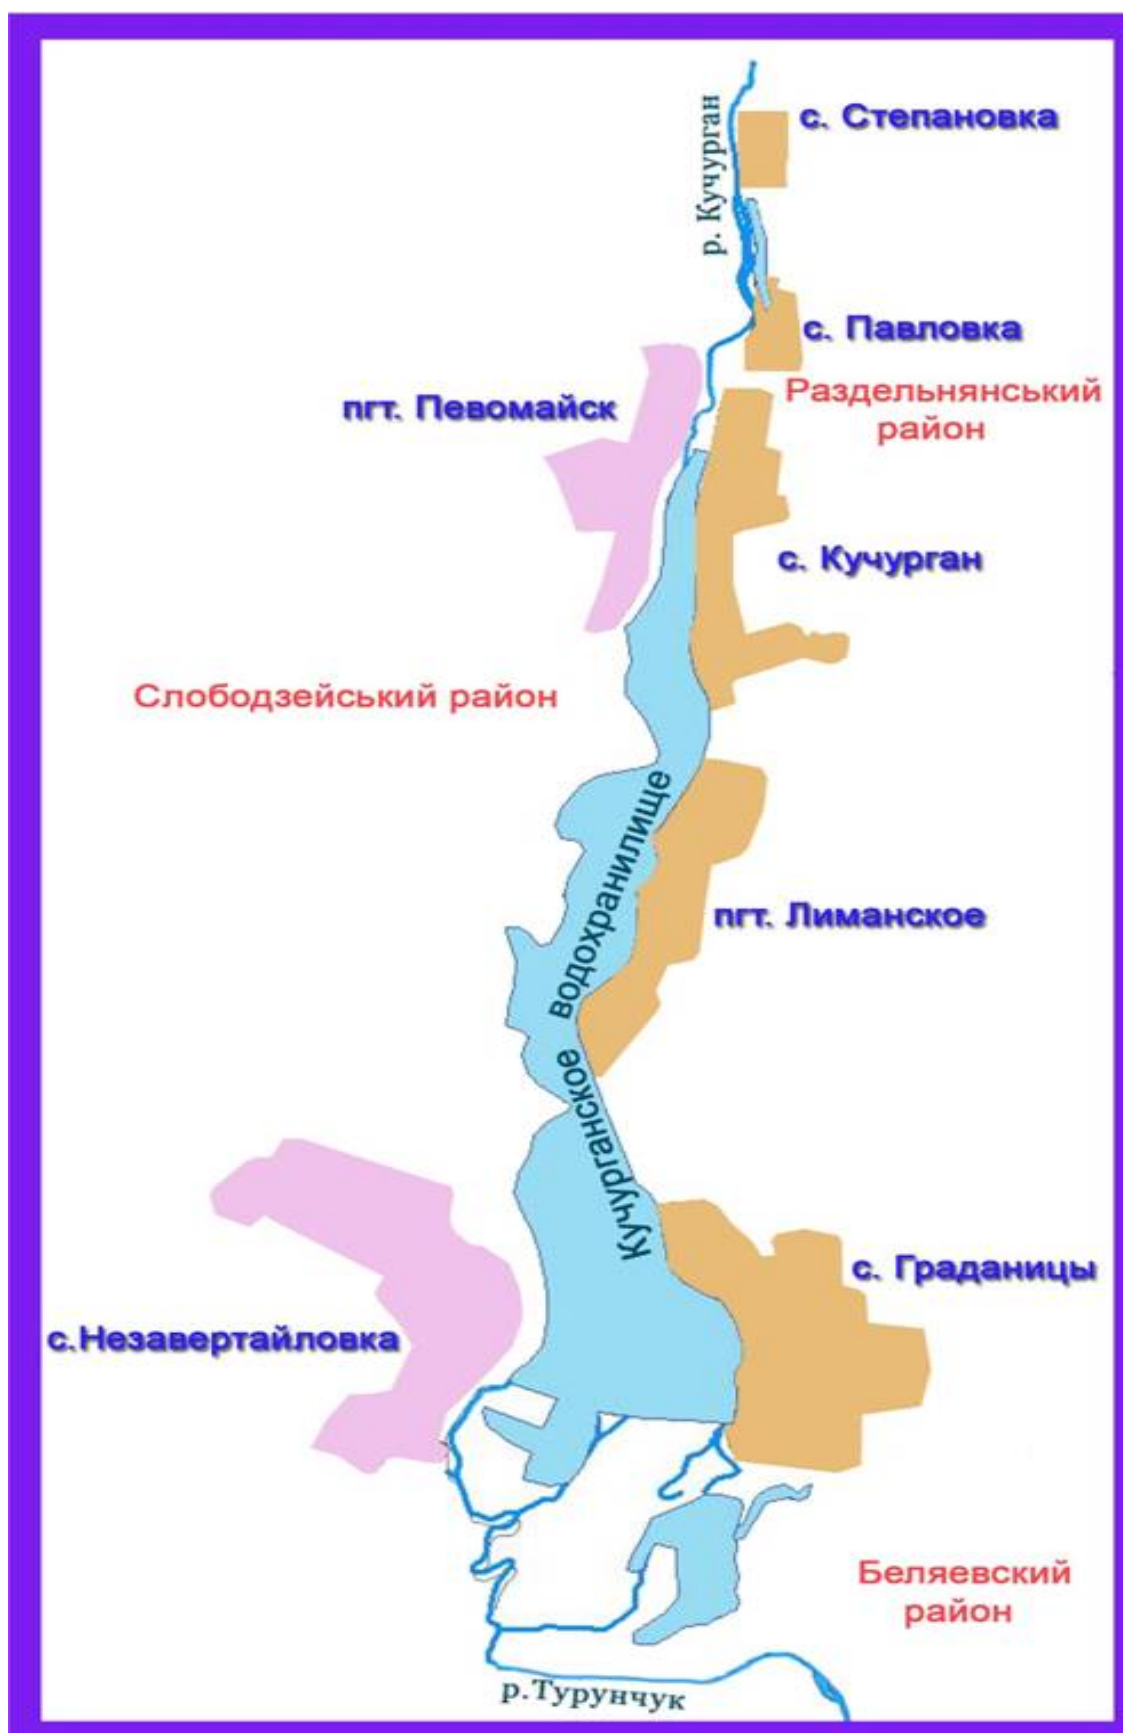 р. Кучурган
с. Степановка
с. Павловка
Раздельнянський
район
пгт. Певомайск
с. Кучурган
Слободзейський район
Кучурганское водохранилище
пгт. Лиманское
с. Граданицы
с.Незавертайловка
Беляевский
район
р.Турунчук